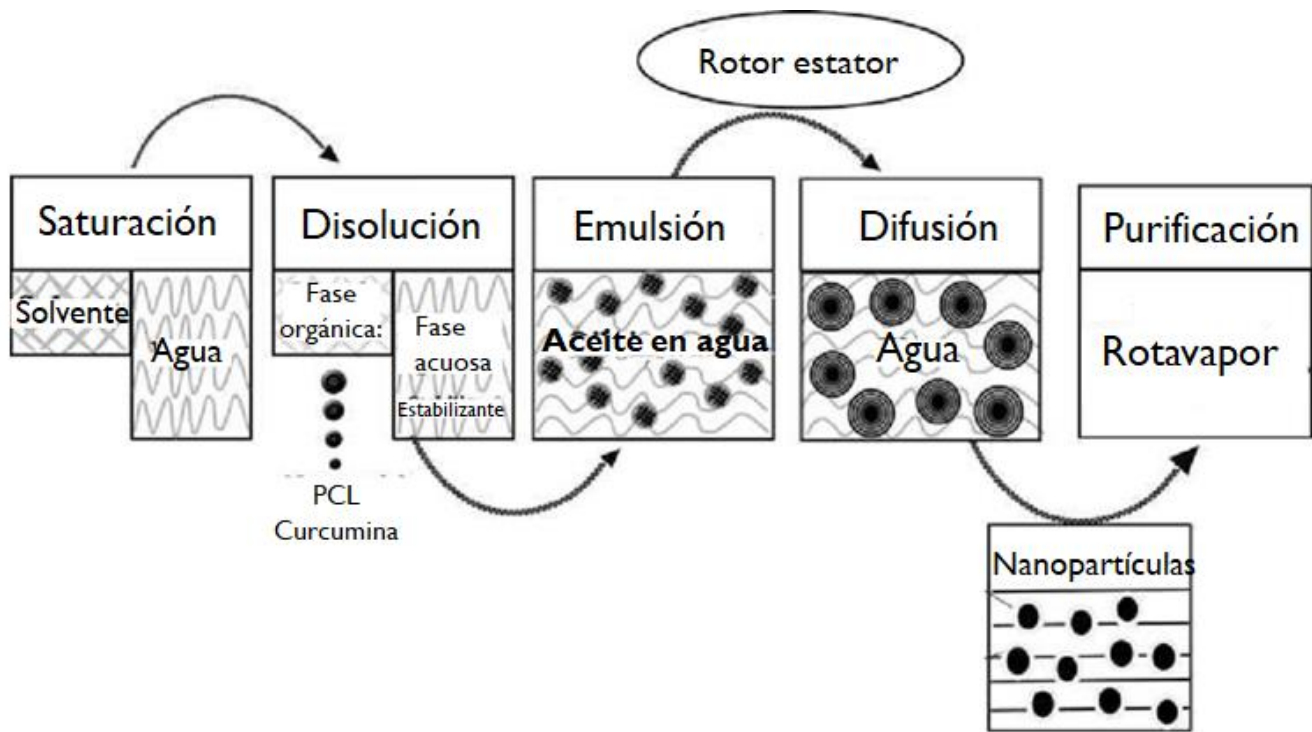 Rotor estator
Saturación
Solvente
Agua
Disolución
Fase
orgánica:
PCL
Curcumina
Fase
acuosa
Estabilizante
Emulsión
Aceite en agua
Difusión
Agua
Purificación
Rotavapor
Nanopartículas